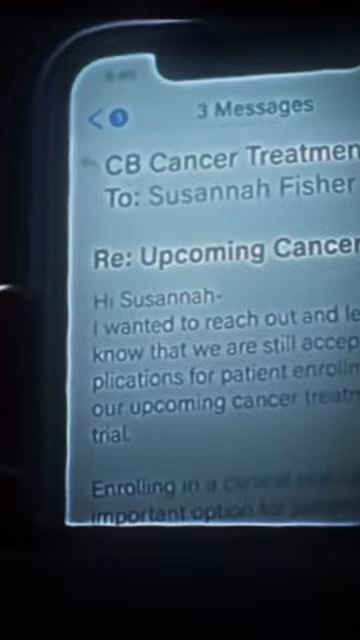 3 Messages
CB Cancer Treatmen
To: Susannah Fisher
Re: Upcoming Cancer
Hi Susannah-
I wanted to reach out and le
know that we are still accep
plications for patient enrollm
our upcoming cancer treatm
trial.
Enrolling in a clinical
important option for